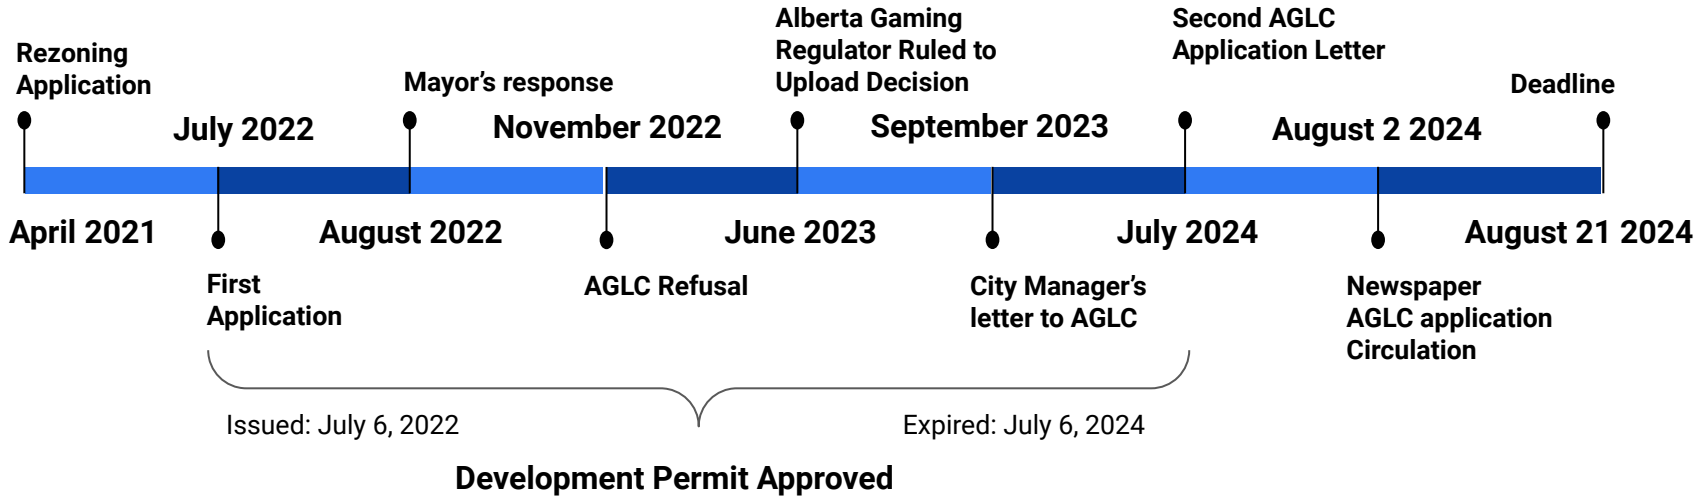 Rezoning
Application
July 2022
Mayor's response
November 2022
Alberta Gaming
Regulator Ruled to
Upload Decision
September 2023
Second AGLC
Application Letter
August 2 2024
Deadline
April 2021
First
Application
August 2022
AGLC Refusal
June 2023
City Manager's
letter to AGLC
July 2024
Newspaper
AGLC application
Circulation
August 21 2024
Issued: July 6, 2022
Expired: July 6, 2024
Development Permit Approved